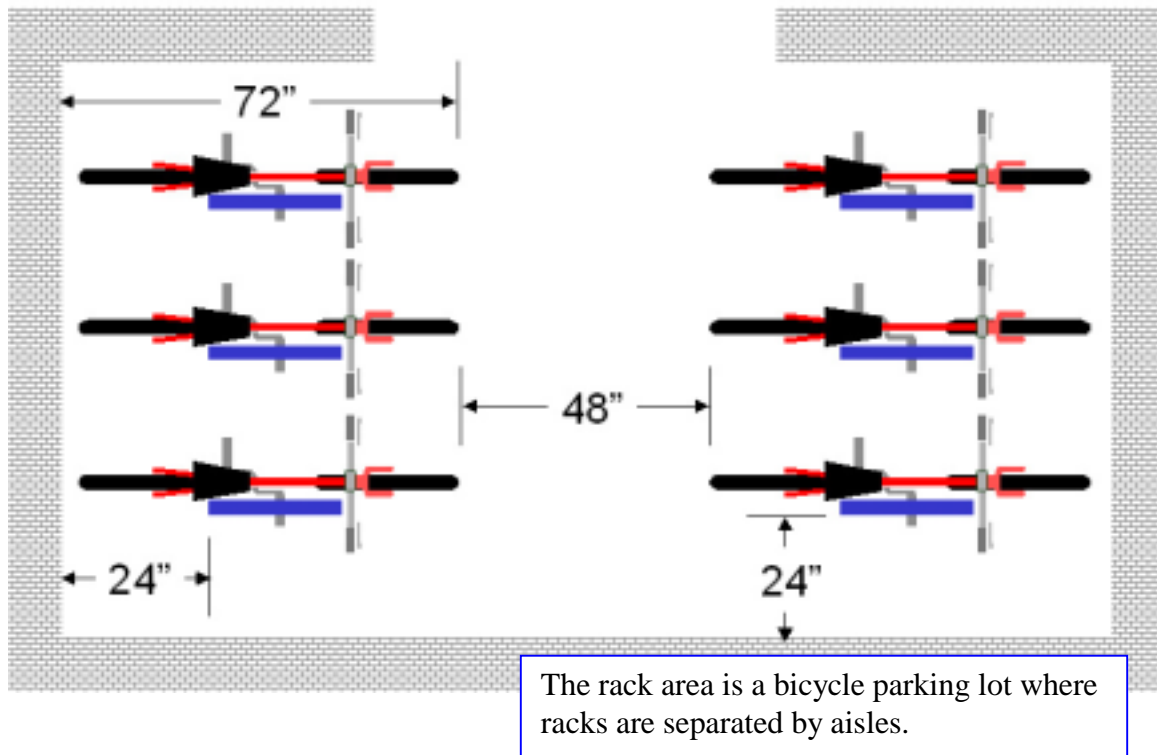 72”
48”
24”
24”
The rack area is a bicycle parking lot where
racks are separated by aisles.